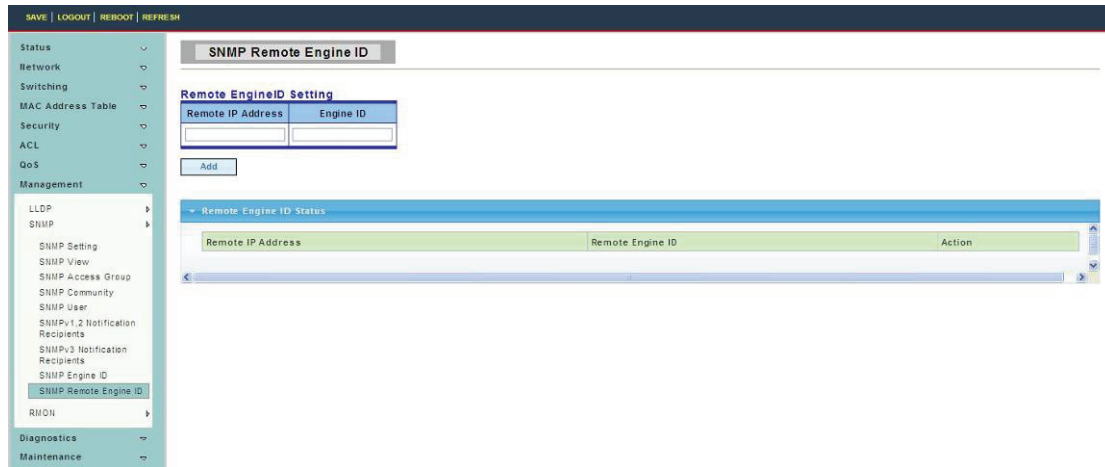 SAVE | LOGOUT | REBOOT | REFRESH
Status
Network
Switching
MAC Address Table
Security
ACL
QoS
Management
LLDP
SNMP
SNMP Setting
SNMP View
SNMP Access Group
SNMP Community
SNMP User
SNMPv1,2 Notification
Recipients
SNMPv3 Notification
Recipients
SNMP Engine ID
SNMP Remote Engine ID
RMON
Diagnostics
Maintenance
SNMP Remote Engine ID
Remote EngineID Setting
Remote IP Address Engine ID
Add
Remote Engine ID Status
Remote IP Address Remote Engine ID Action